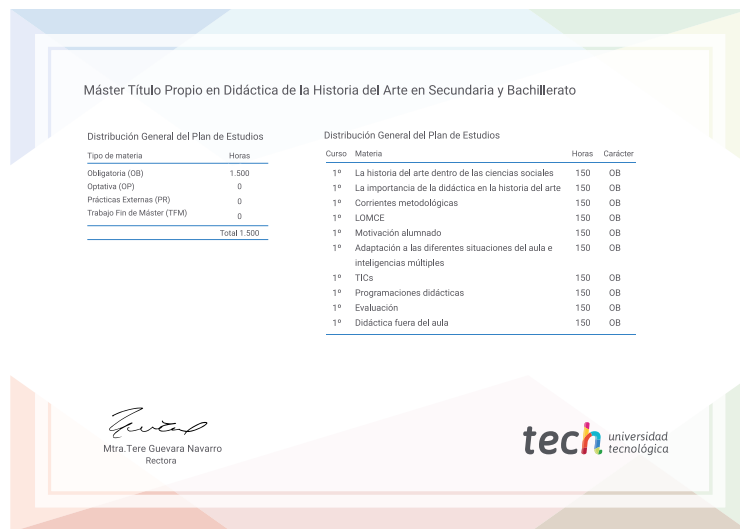 Máster Título Propio en Didáctica de la Historia del Arte en Secundaria y Bachillerato
Distribución General del Plan de Estudios
Tipo de materia Horas
Obligatoria (OB) 1.500
Optativa (OP) 0
Prácticas Externas (PR) 0
Trabajo Fin de Máster (TFM) 0
Total 1.500
Distribución General del Plan de Estudios
Curso Materia Horas Carácter
1º La historia del arte dentro de las ciencias sociales 150 OB
1º La importancia de la didáctica en la historia del arte 150 OB
1º Corrientes metodológicas 150 OB
1º LOMCE 150 OB
1º Motivación alumnado 150 OB
1º Adaptación a las diferentes situaciones del aula e 150 OB
inteligencias múltiples
1º TICs 150 OB
1º Programaciones didácticas 150 OB
1º Evaluación 150 OB
1º Didáctica fuera del aula 150 OB
Mtra.Tere Guevara Navarro
Rectora
tech universidad
tecnológica